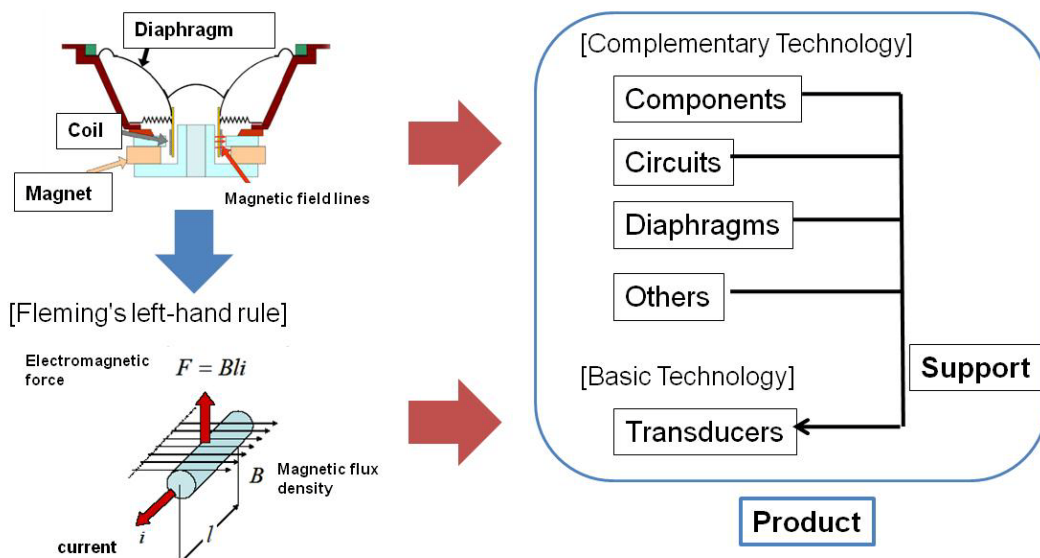 Diaphragm
Coil
Magnet
Magnetic field lines
[Fleming's left-hand rule]
Electromagnetic
force
F = Bli
B
Magnetic flux
density
i
l
current
[Complementary Technology]
Components
Circuits
Diaphragms
Others
Support
[Basic Technology]
Transducers
Product